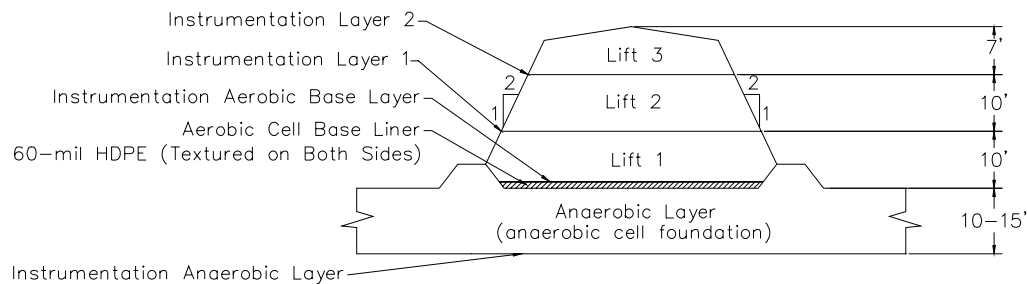 Instrumentation Layer 2
Instrumentation Layer 1
Instrumentation Aerobic Base Layer
Aerobic Cell Base Liner
60-mil HDPE (Textured on Both Sides)
Lift 3
2
1
Lift 2
2
1
Lift 1
7'
10'
10'
10-15'
Anaerobic Layer
(anaerobic cell foundation)
Instrumentation Anaerobic Layer